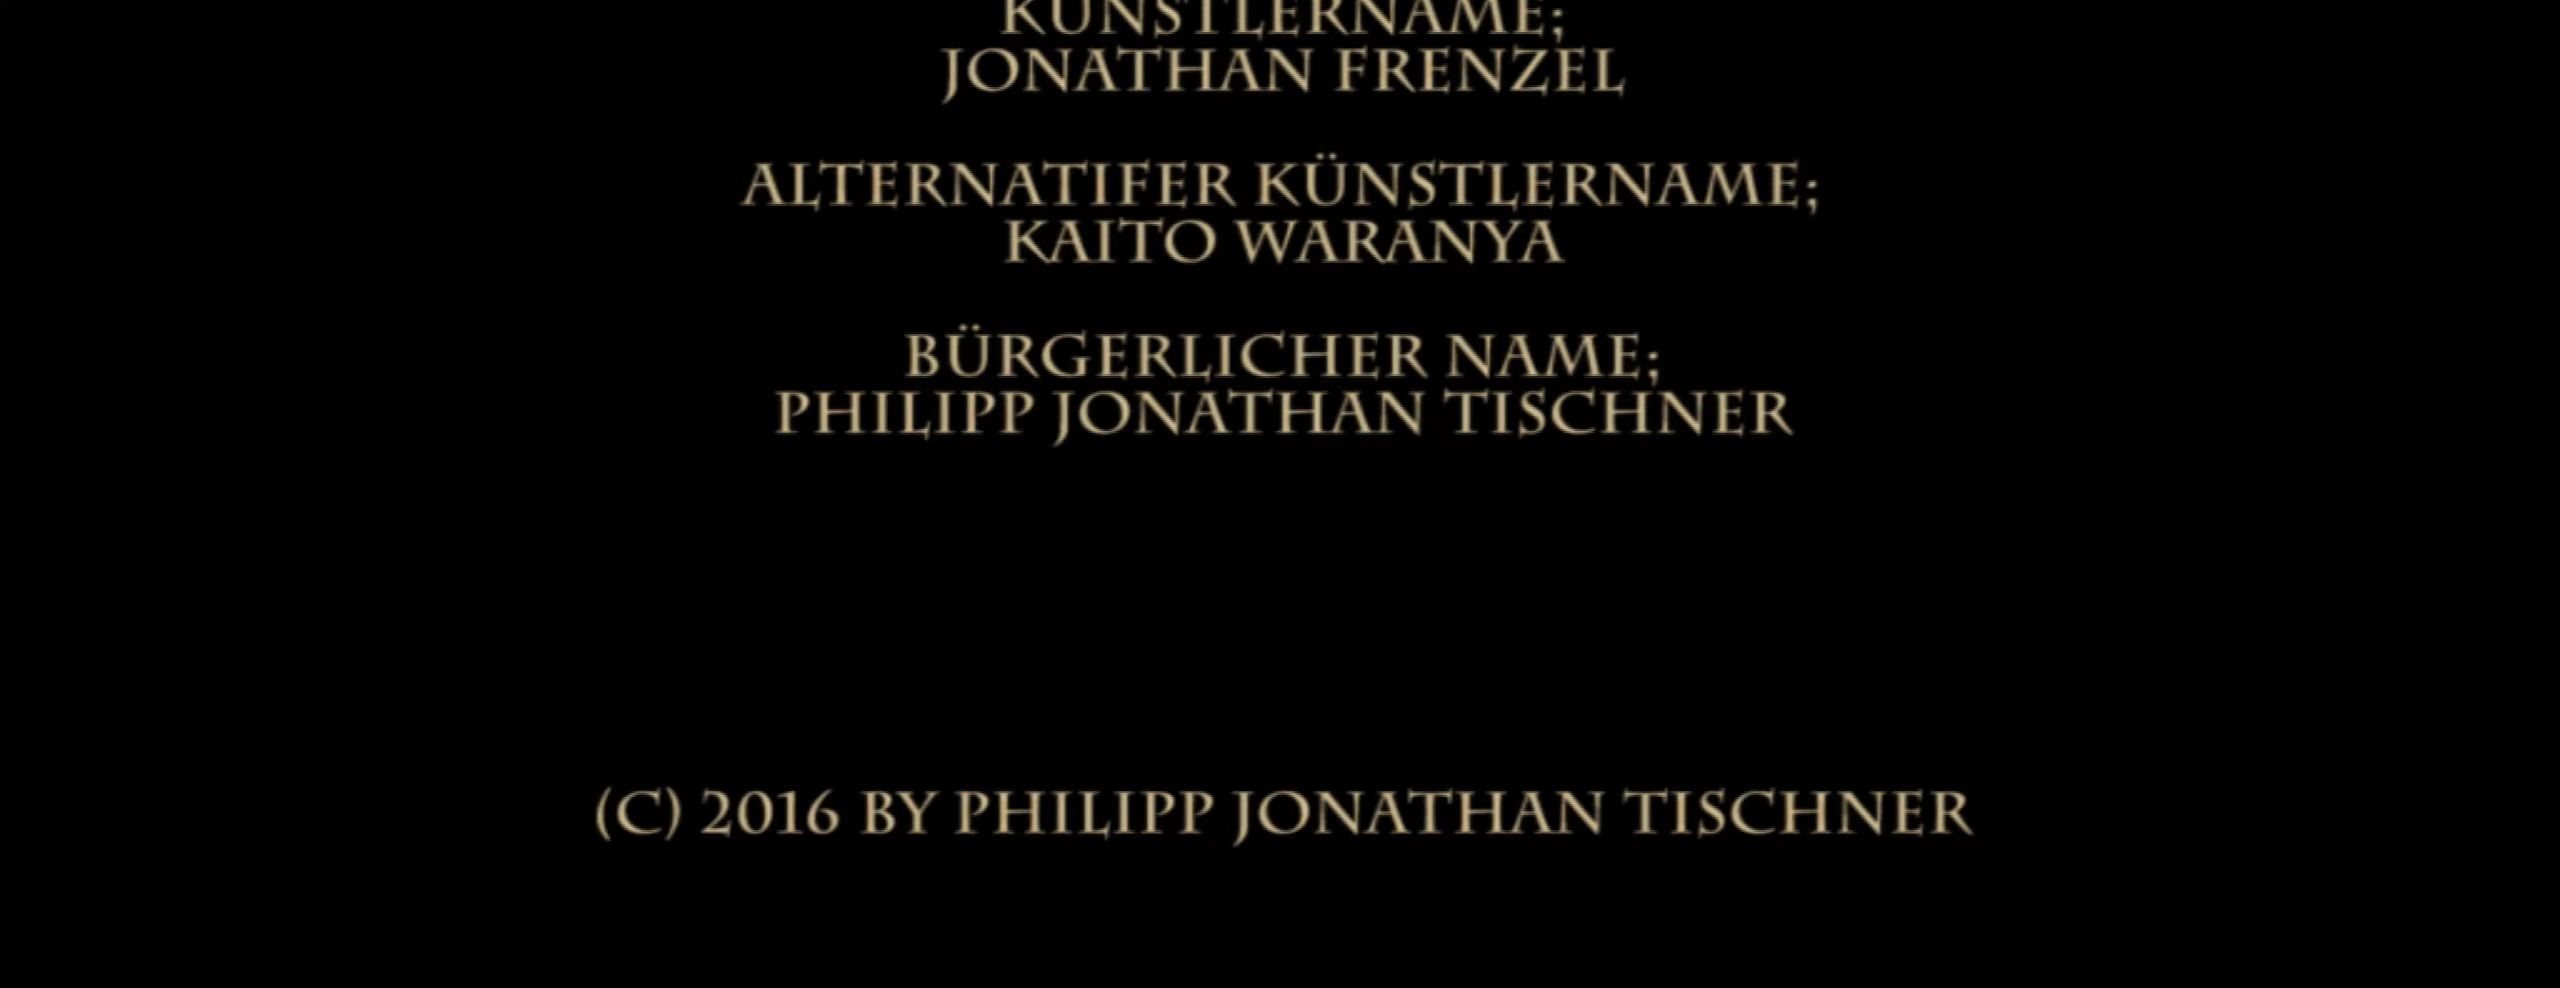 KÜNSTLERNAME;
JONATHAN FRENZEL
ALTERNATIFER KÜNSTLERNAME;
KAITO WARANYA
BÜRGERLICHER NAME;
PHILIPP JONATHAN TISCHNER
(C) 2016 BY PHILIPP JONATHAN TISCHNER